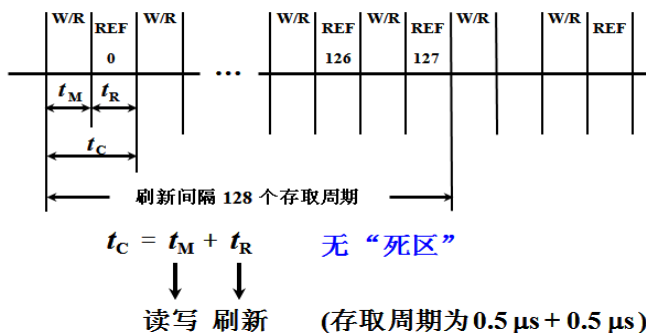 W/R W/R W/R W/R W/R W/R
REF REF REF REF
0 126 127
...
tM tR
tC
刷新间隔 128 个存取周期
tC = tM + tR 无“死区”
读写 刷新 (存取周期为 0.5 μs + 0.5 μs)